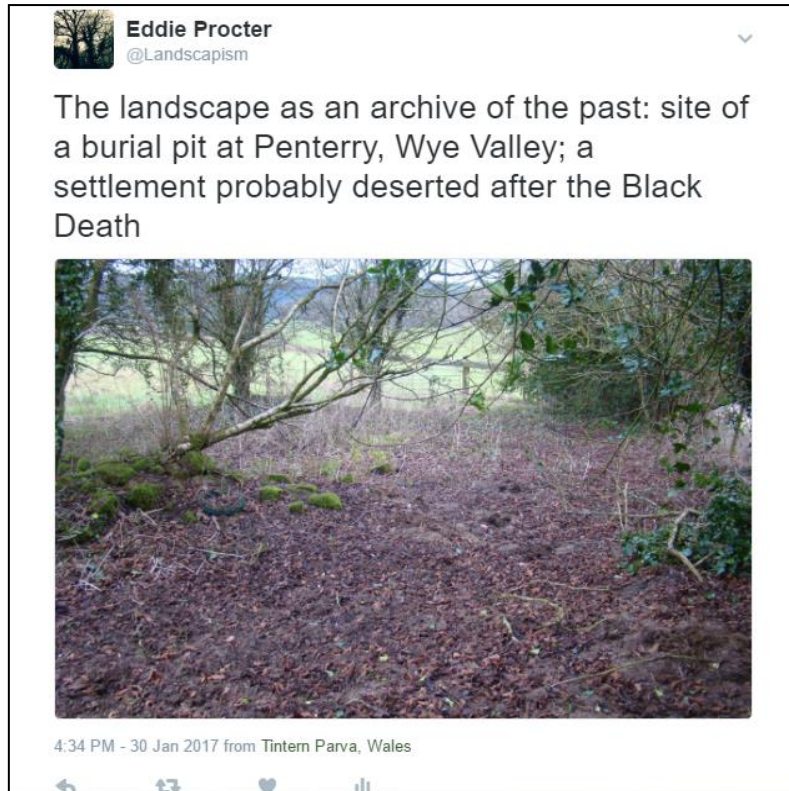 Eddie Procter
@Landscapism
The landscape as an archive of the past: site of
a burial pit at Penterry, Wye Valley; a
settlement probably deserted after the Black
Death
4:34 PM - 30 Jan 2017 from Tintern Parva, Wales